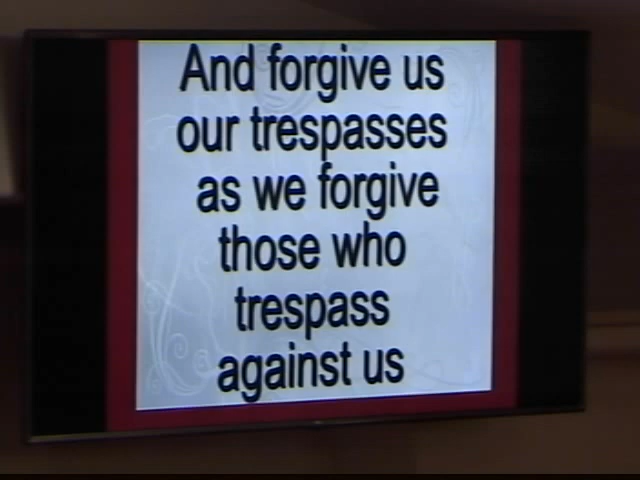 And forgive us
our trespasses
as we forgive
those who
trespass
against us